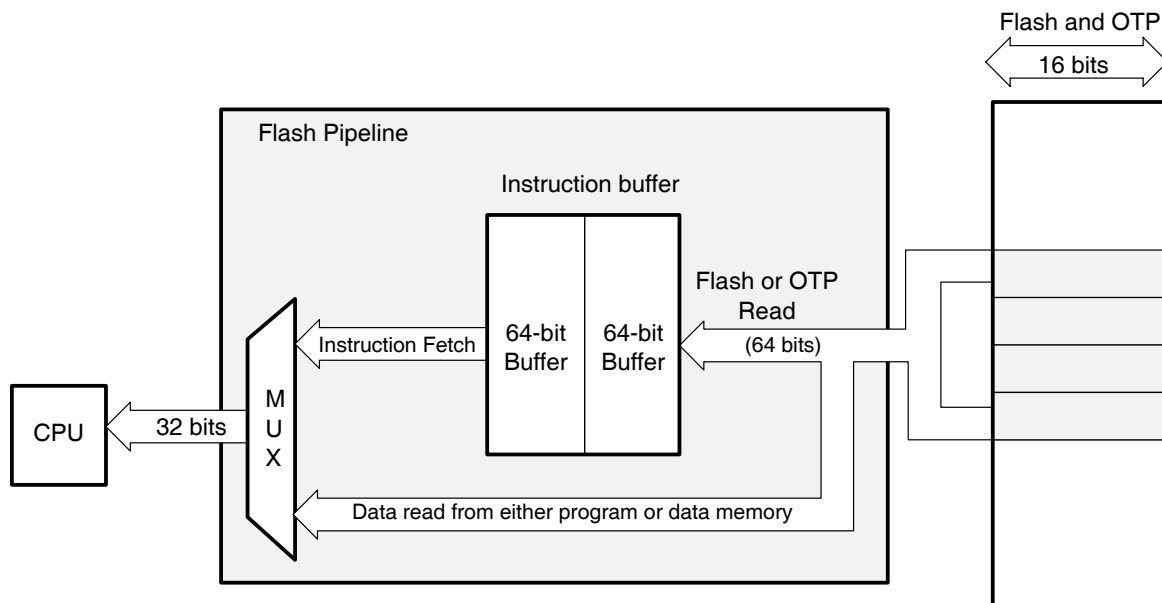 Flash and OTP
16 bits
Flash Pipeline
Instruction buffer
Flash or OTP
Read
(64 bits)
64-bit
Buffer
64-bit
Buffer
Instruction Fetch
M
U
X
CPU
32 bits
Data read from either program or data memory